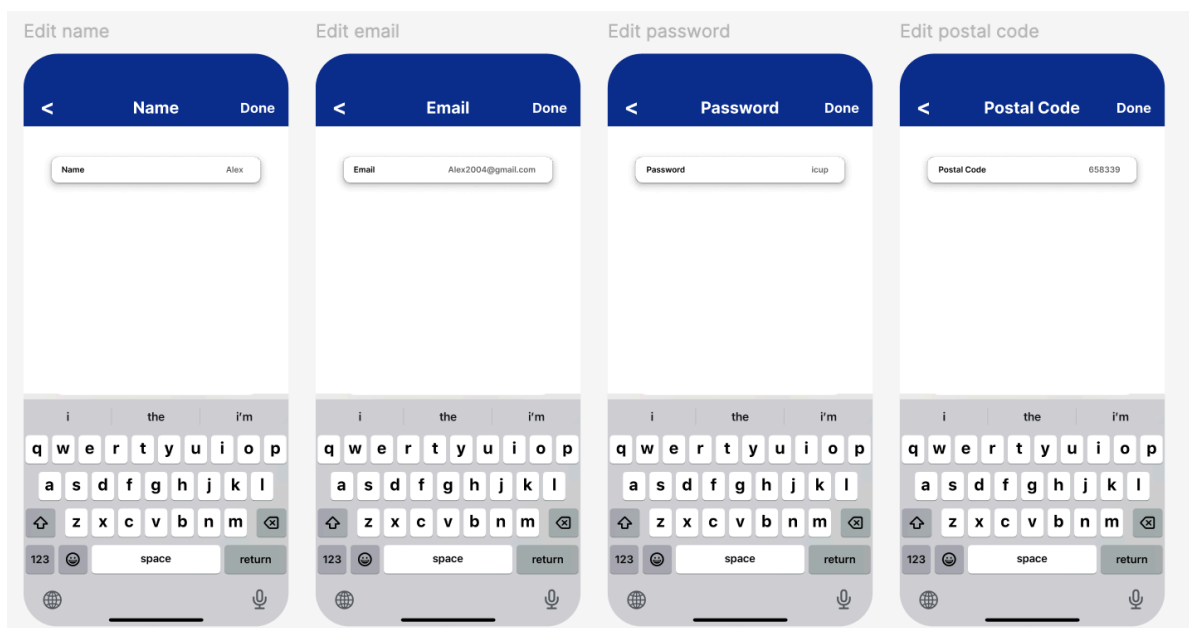 Edit name
Edit email
Edit password
Edit postal code
< Name Done
< Email Done
< Password Done
< Postal Code Done
Name Alex
Email Alex2004@gmail.com
Password icup
Postal Code 658339
i the i'm
i the i'm
i the i'm
i the i'm
q w e r t y u i o p
q w e r t y u i o p
q w e r t y u i o p
q w e r t y u i o p
a s d f g h j k l
a s d f g h j k l
a s d f g h j k l
a s d f g h j k l
z x c v b n m
z x c v b n m
z x c v b n m
z x c v b n m
123 space return
123 space return
123 space return
123 space return